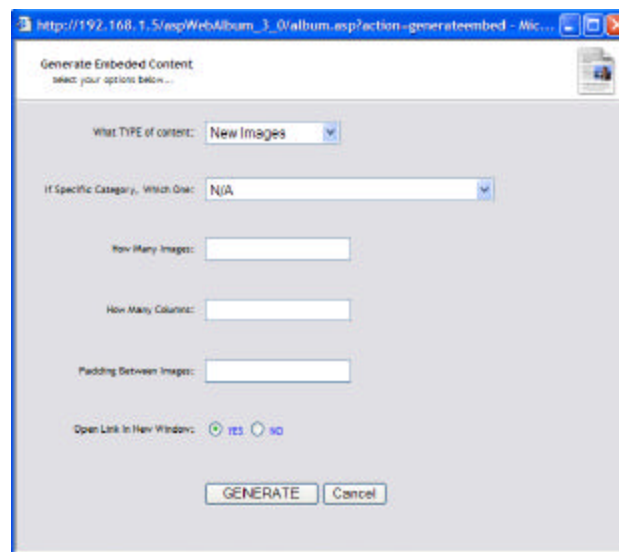 http://192.168.1.5/aspWebAlbum_3_0/album.asp?action=generateembed - Mic...
Generate Embeded Content
select your options below...
What TYPE of content: New Images
If Specific Category, Which One: N/A
How Many Images:
How Many Columns:
Padding Between Images:
Open Link In New Window: YES NO
GENERATE Cancel